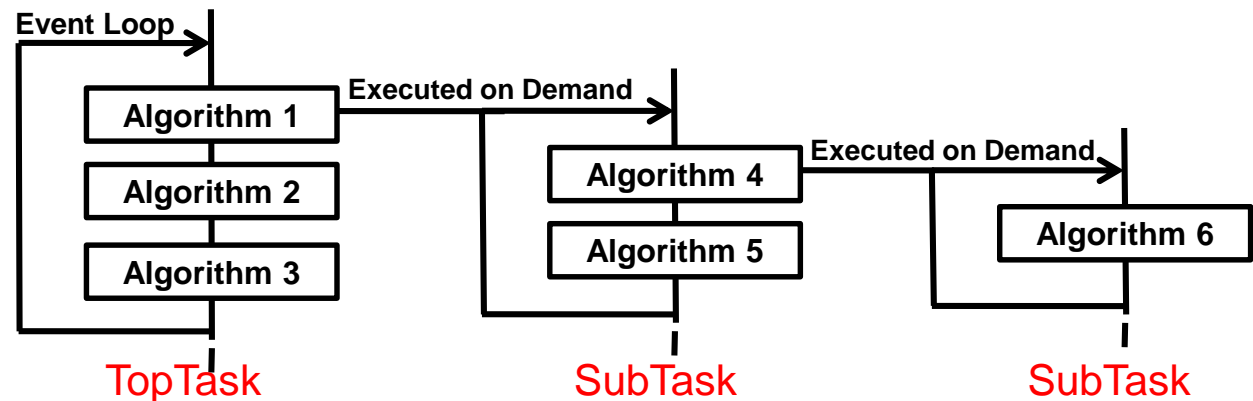 Event Loop
Algorithm 1
Algorithm 2
Algorithm 3
TopTask
Executed on Demand
Algorithm 4
Algorithm 5
SubTask
Executed on Demand
Algorithm 6
SubTask